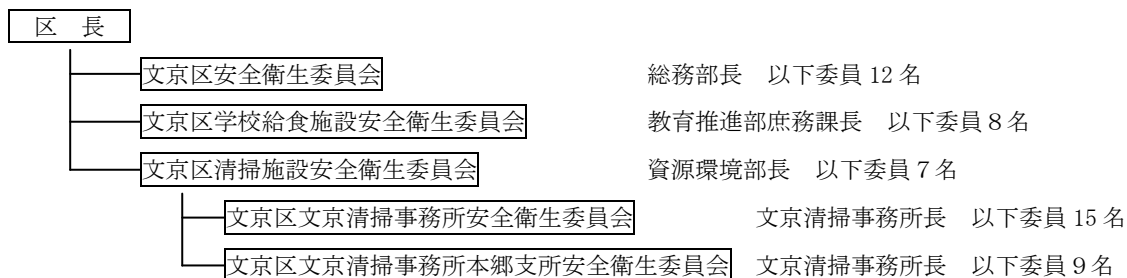 区　長
文京区安全衛生委員会　総務部長　以下委員 12 名
文京区学校給食施設安全衛生委員会　教育推進部庶務課長　以下委員８名
文京区清掃施設安全衛生委員会　資源環境部長　以下委員７名
文京区文京清掃事務所安全衛生委員会　文京清掃事務所長　以下委員 15 名
文京区文京清掃事務所本郷支所安全衛生委員会　文京清掃事務所長　以下委員９名